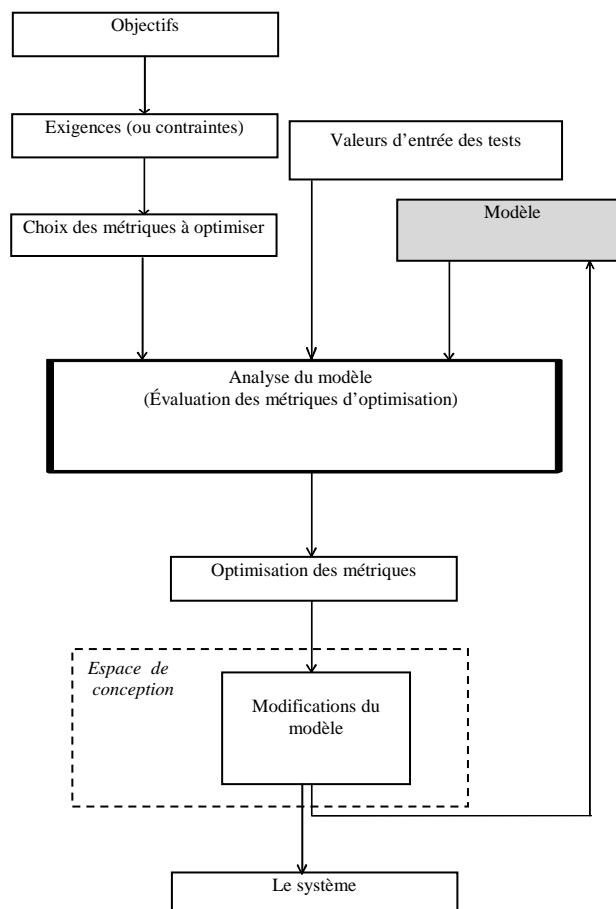 Objectifs
Exigences (ou contraintes)
Valeurs d’entrée des tests
Choix des métriques à optimiser
Modèle
Analyse du modèle
(Évaluation des métriques d’optimisation)
Optimisation des métriques
Espace de
conception
Modifications du
modèle
Le système